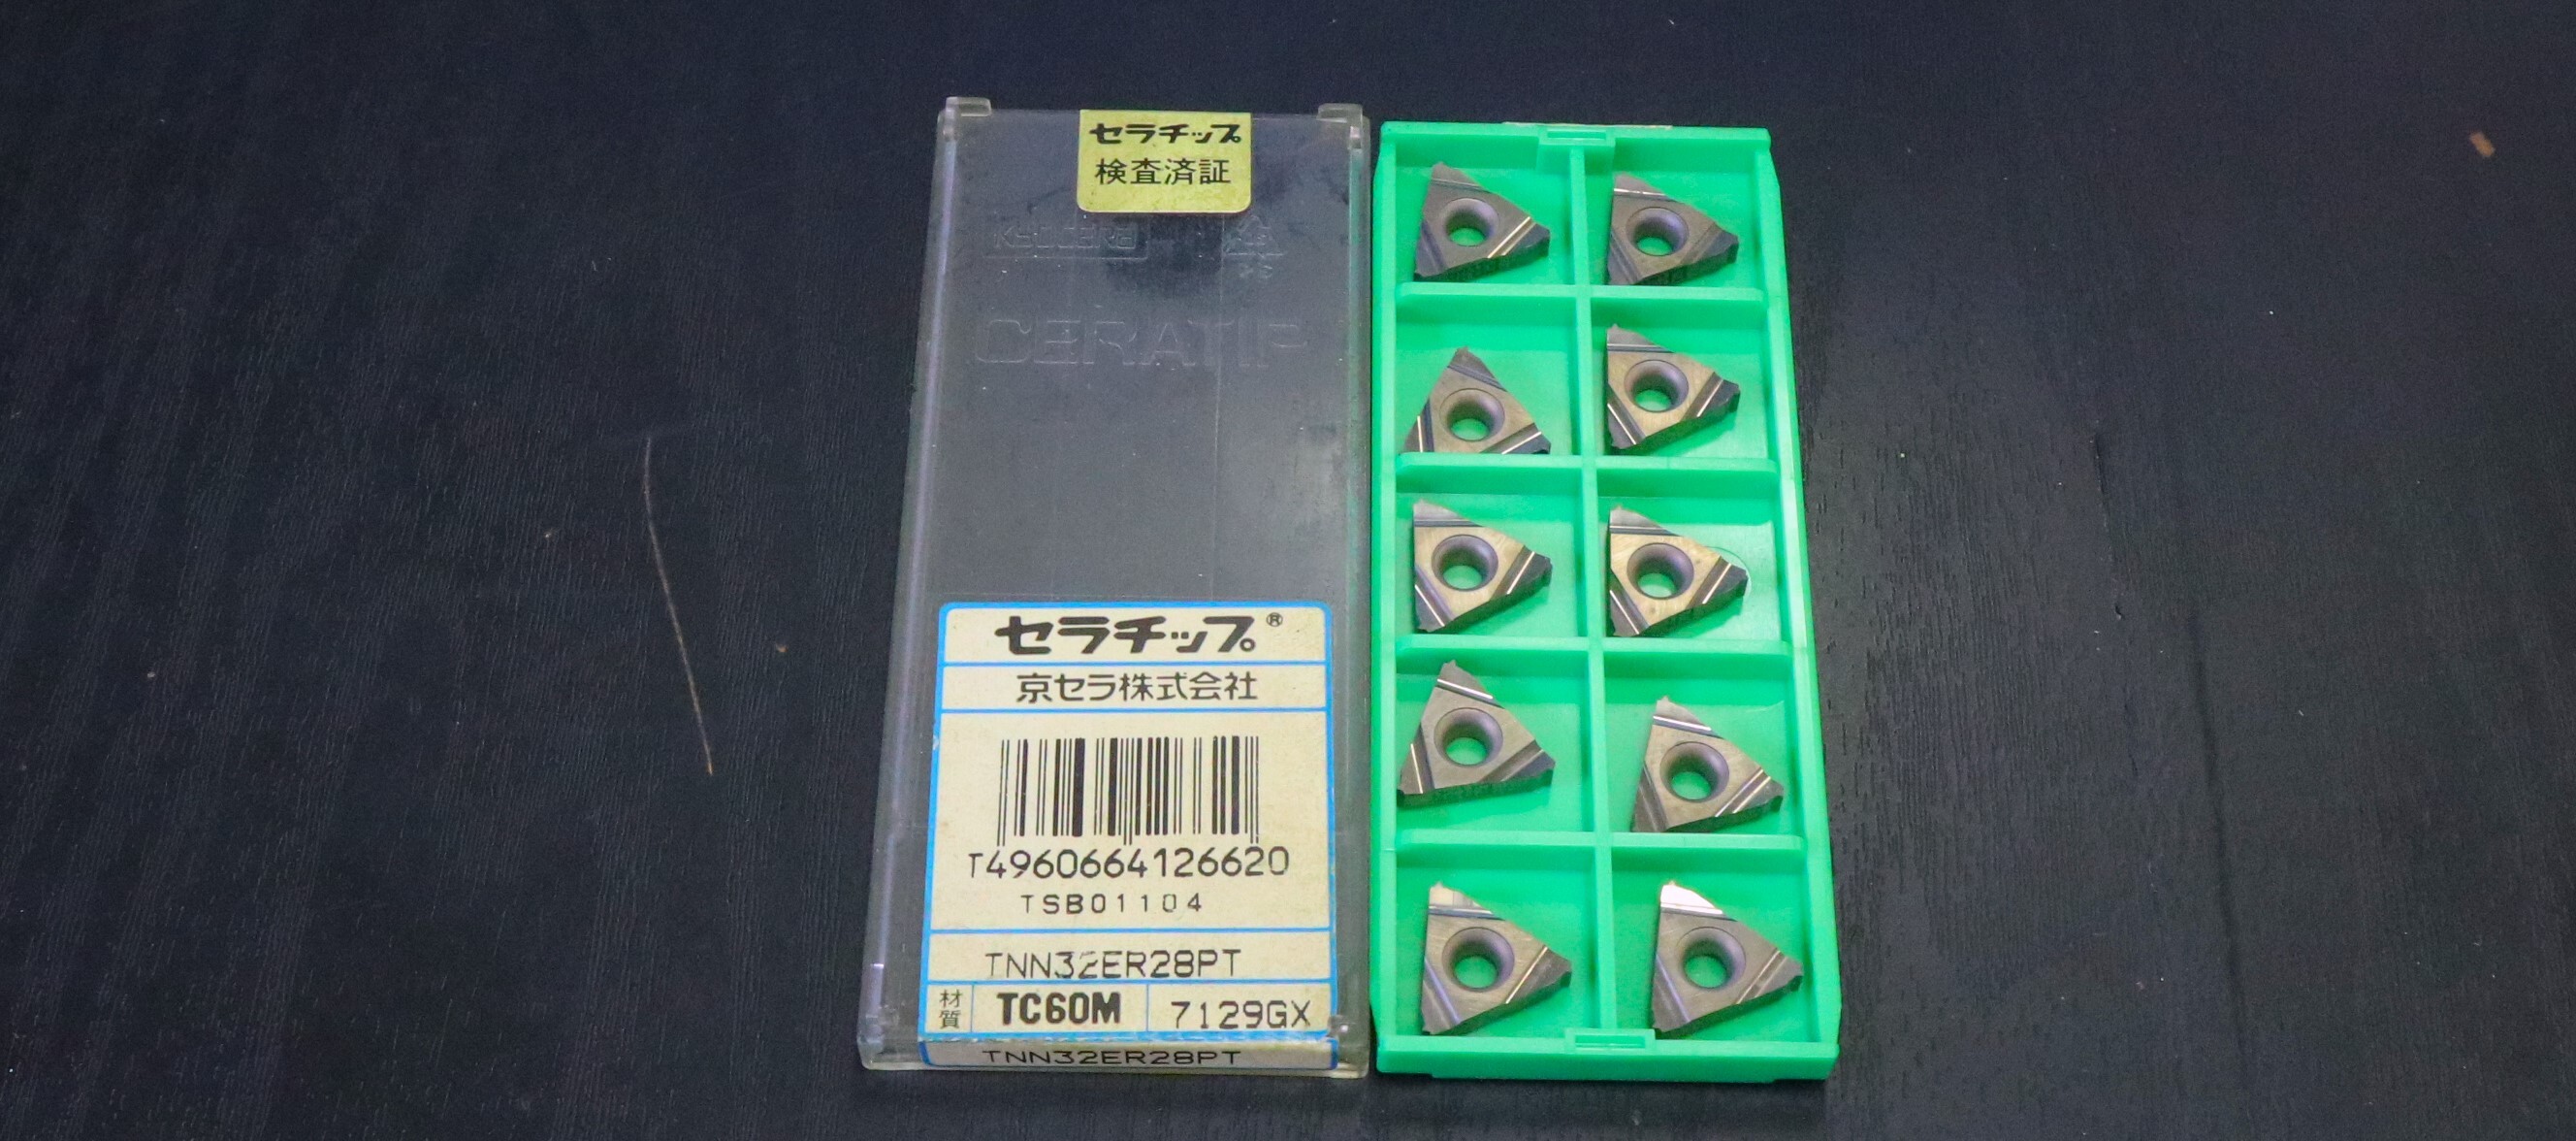 セラチップ
検査済証
KYOCERA
CERATIP
セラチップ®
京セラ株式会社
T4960664126620
TSB01104
TNN32ER28PT
材質 TC60M 7129GX
TNN32ER28PT